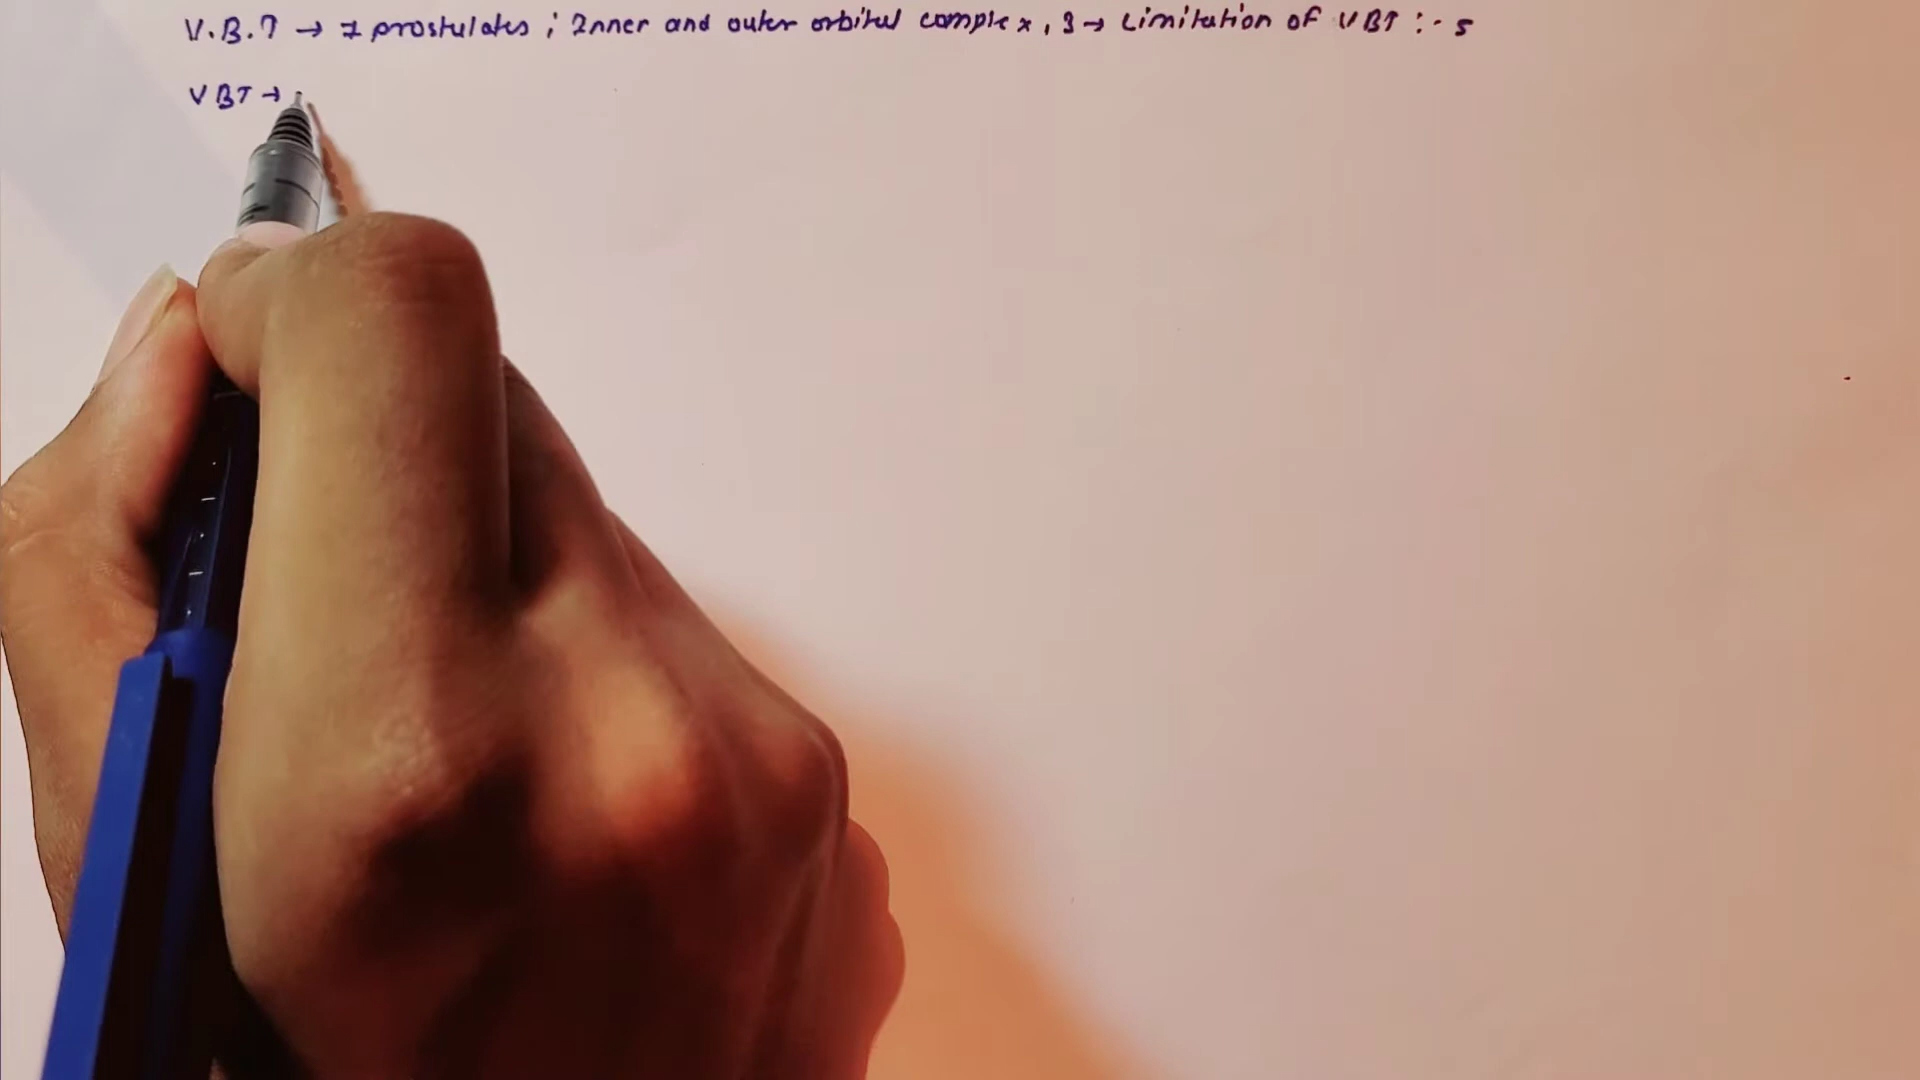 V.B.T → 7 prostulates ; Inner and outer orbital complex, 3 → Limitation of VBT :- 5
VBT →